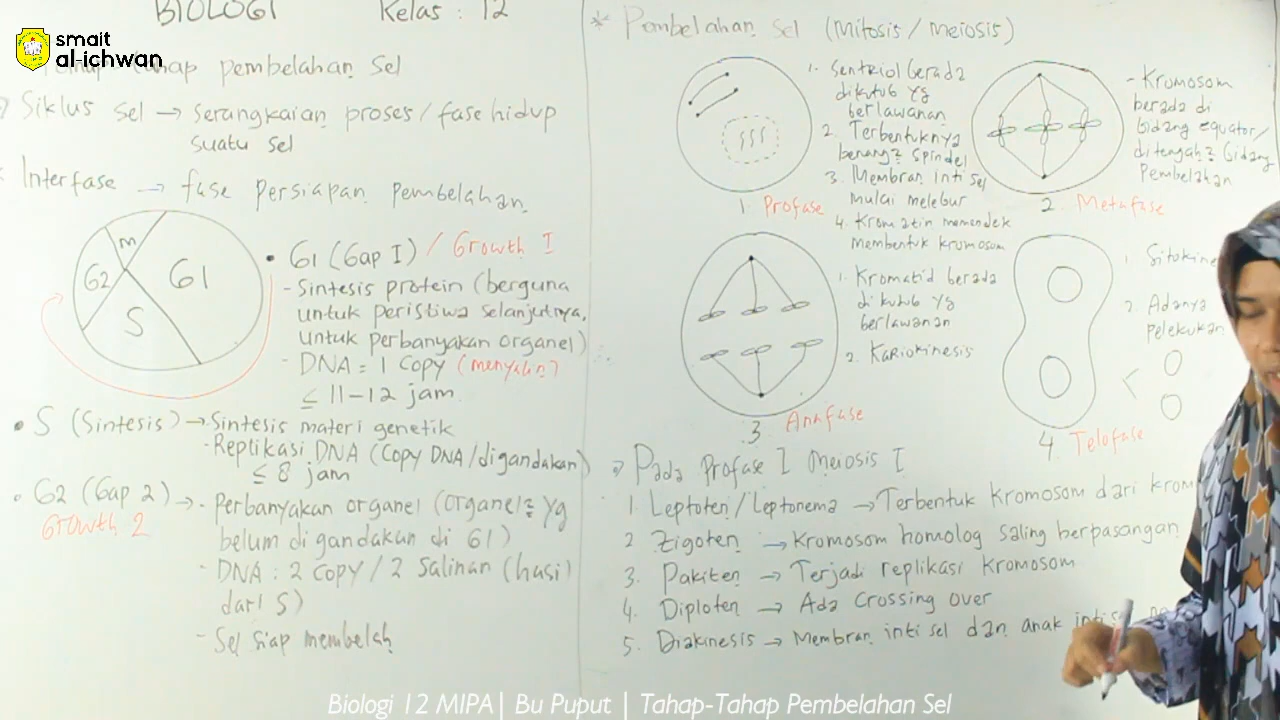 BIOLOGI Kelas : 12
smait
al-ichwan
tahap pembelahan Sel
Siklus sel → Serangkaian proses / fase hidup
suatu sel
Interfase → fase persiapan pembelahan
M
G2
G1
S
G1 (Gap I) / Growth I
- Sintesis protein (berguna
untuk peristiwa selanjutnya,
untuk perbanyakan organel)
- DNA = 1 copy
≤ 11-12 jam
• S (Sintesis) → - Sintesis materi genetik
- Replikasi DNA (copy DNA/digandakan)
≤ 8 jam
• G2 (Gap 2) → - Perbanyakan organel (organel2 yg
Growth 2
belum digandakan di G1)
- DNA : 2 copy / 2 Salinan (hasil
dari S)
- Sel siap membelah
* Pembelahan sel (Mitosis / Meiosis)
1. Sentriol berada
dikutub yg
berlawanan
2. Terbentuknya
benang2 spindel
3. Membran inti sel
mulai melebur
4. Kromatin memendek
membentuk kromosom
1. Profase
- Kromosom
berada di
bidang equator/
ditengah2 bidang
Pembelahan
2. Metafase
1. Kromatid berada
dikutub yg
berlawanan
2. Kariokinesis
3. Anafase
1. Sitokine
2. Adanya
pelekukan
4. Telofase
Pada Profase I Meiosis I
1 Leptoten / Leptonema → Terbentuk kromosom dari krom
2 Zigoten → Kromosom homolog saling berpasangan
3. Pakiten → Terjadi replikasi kromosom
4. Diploten → Ada Crossing over
5. Diakinesis → Membran inti sel dan anak inti
Biologi 12 MIPA| Bu Puput | Tahap-Tahap Pembelahan Sel